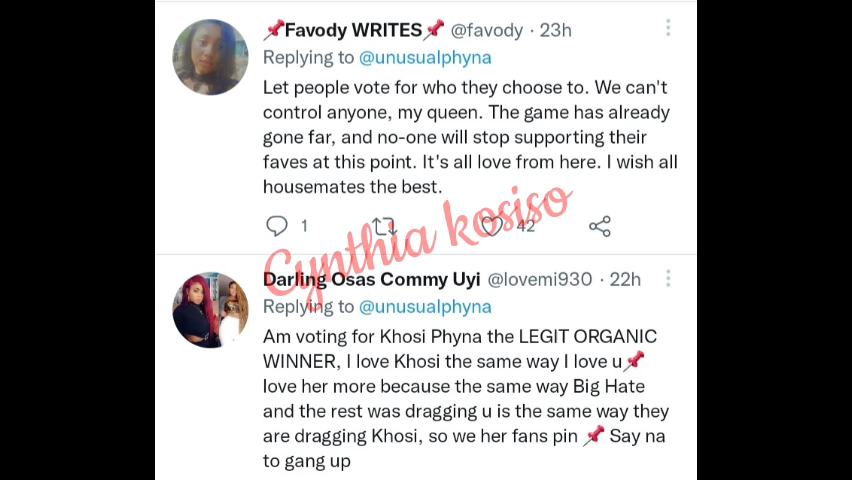 📌Favody WRITES📌 @favody · 23h
Replying to @unusualphyna
Let people vote for who they choose to. We can't
control anyone, my queen. The game has already
gone far, and no-one will stop supporting their
faves at this point. It's all love from here. I wish all
housemates the best.
1 42
Cynthia kosiso
Darling Osas Commy Uyi @lovemi930 · 22h
Replying to @unusualphyna
Am voting for Khosi Phyna the LEGIT ORGANIC
WINNER, I love Khosi the same way I love u📌
love her more because the same way Big Hate
and the rest was dragging u is the same way they
are dragging Khosi, so we her fans pin 📌 Say na
to gang up